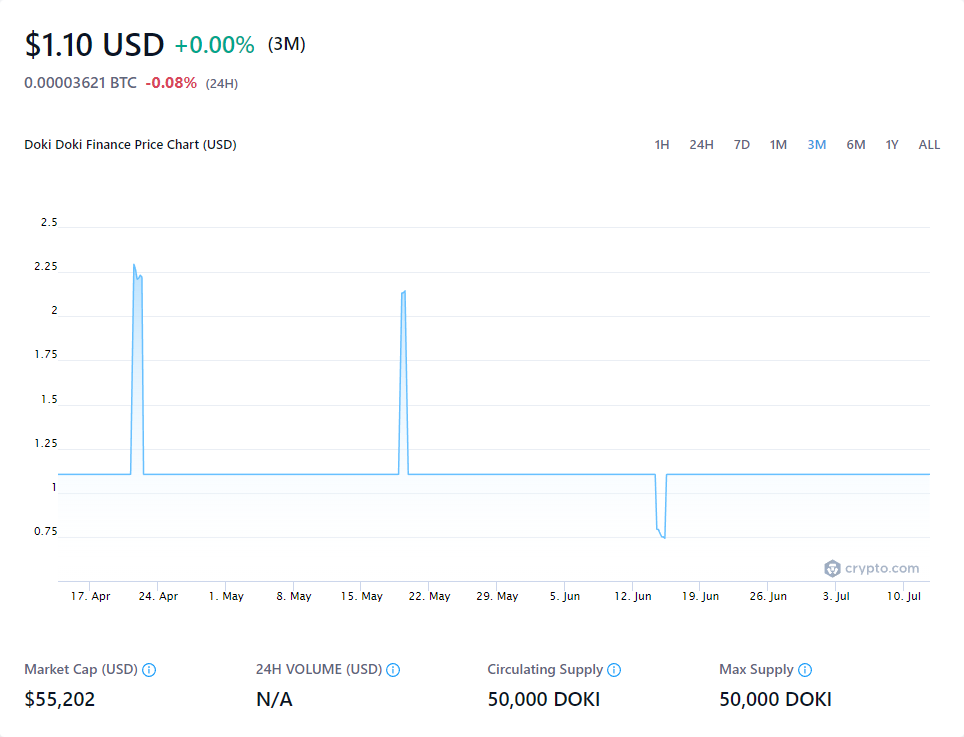 $1.10 USD +0.00% (3M)
0.00003621 BTC -0.08% (24H)
Doki Doki Finance Price Chart (USD) 1H 24H 7D 1M 3M 6M 1Y ALL
2.5
2.25
2
1.75
1.5
1.25
1
0.75
crypto.com
17. Apr 24. Apr 1. May 8. May 15. May 22. May 29. May 5. Jun 12. Jun 19. Jun 26. Jun 3. Jul 10. Jul
Market Cap (USD) 24H VOLUME (USD) Circulating Supply Max Supply
$55,202 N/A 50,000 DOKI 50,000 DOKI